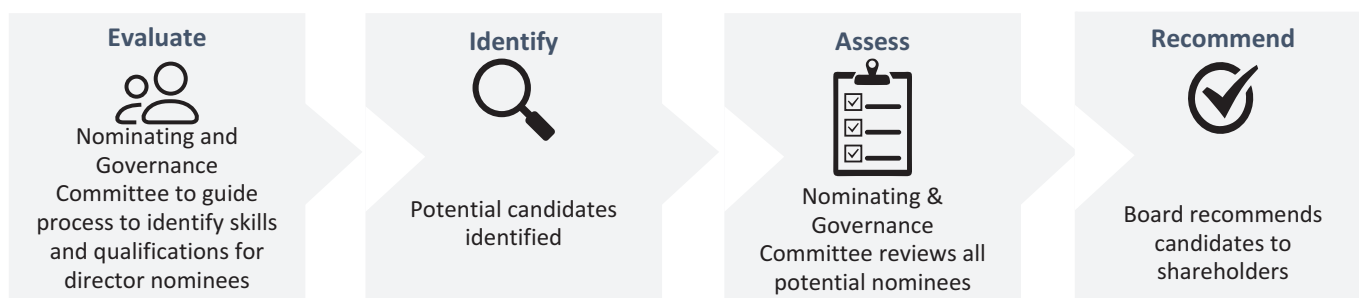 Evaluate
Nominating and
Governance
Committee to guide
process to identify skills
and qualifications for
director nominees
Identify
Potential candidates
identified
Assess
Nominating &
Governance
Committee reviews all
potential nominees
Recommend
Board recommends
candidates to
shareholders